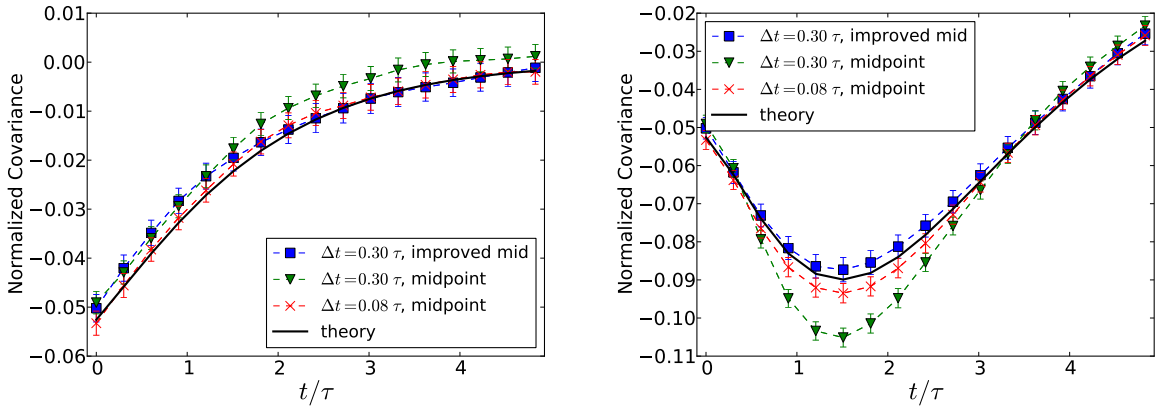 0.01
0.00
−0.01
−0.02
−0.03
−0.04
−0.05
−0.06
Normalized Covariance
0 1 2 3 4
t/τ
Δt=0.30 τ, improved mid
Δt=0.30 τ, midpoint
Δt=0.08 τ, midpoint
theory
−0.02
−0.03
−0.04
−0.05
−0.06
−0.07
−0.08
−0.09
−0.10
−0.11
Normalized Covariance
0 1 2 3 4
t/τ
Δt=0.30 τ, improved mid
Δt=0.30 τ, midpoint
Δt=0.08 τ, midpoint
theory